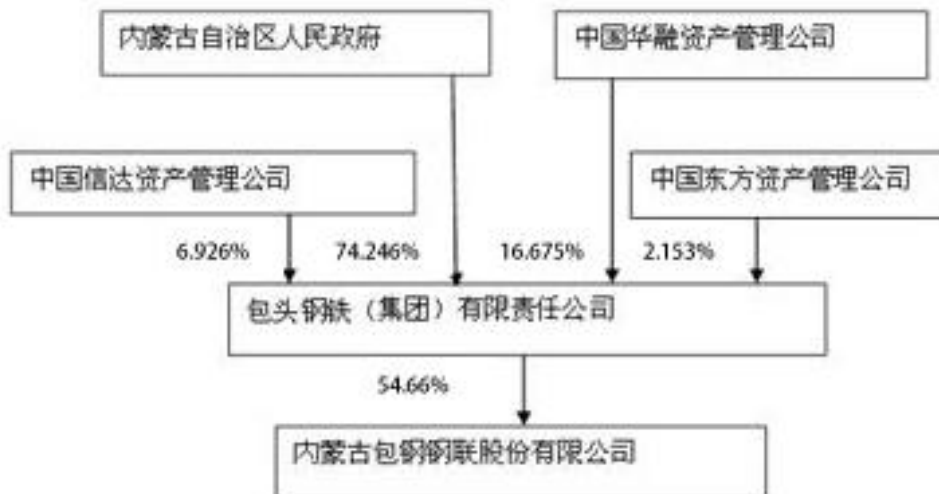 内蒙古自治区人民政府
中国华融资产管理公司
中国信达资产管理公司
中国东方资产管理公司
6.926%
74.246%
16.675%
2.153%
包头钢铁（集团）有限责任公司
54.66%
内蒙古包钢钢联股份有限公司